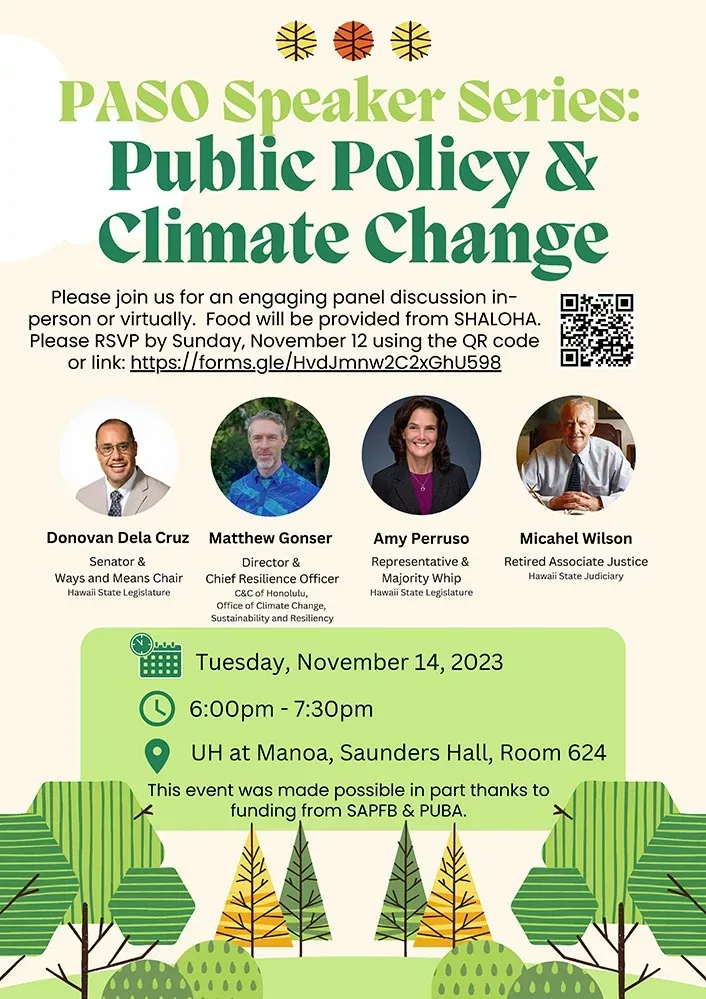 PASO Speaker Series:
Public Policy &
Climate Change
Please join us for an engaging panel discussion in-
person or virtually. Food will be provided from SHALOHA.
Please RSVP by Sunday, November 12 using the QR code
or link: https://forms.gle/HvdJmnw2C2xGhU598
Donovan Dela Cruz
Senator &
Ways and Means Chair
Hawaii State Legislature
Matthew Gonser
Director &
Chief Resilience Officer
C&C of Honolulu,
Office of Climate Change,
Sustainability and Resiliency
Amy Perruso
Representative &
Majority Whip
Hawaii State Legislature
Micahel Wilson
Retired Associate Justice
Hawaii State Judiciary
Tuesday, November 14, 2023
6:00pm - 7:30pm
UH at Manoa, Saunders Hall, Room 624
This event was made possible in part thanks to
funding from SAPFB & PUBA.